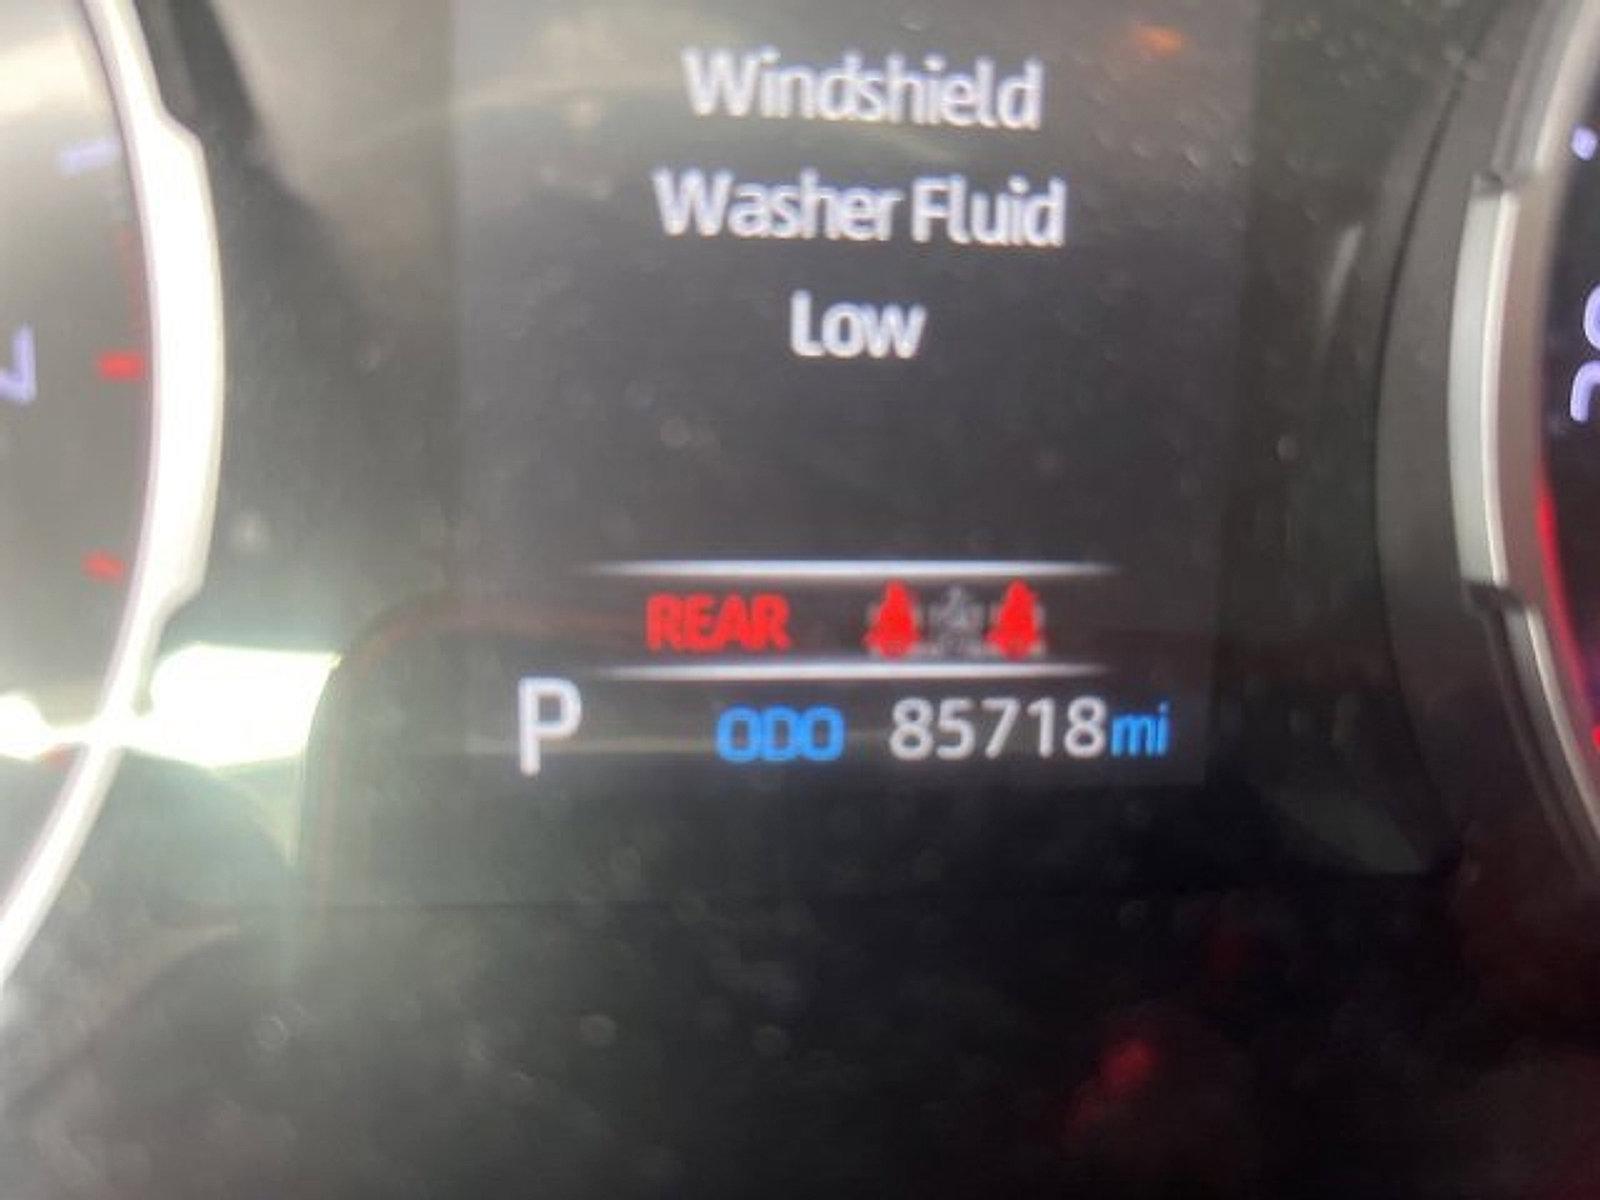 Windshield
Washer Fluid
Low
REAR
P ODO 85718mi